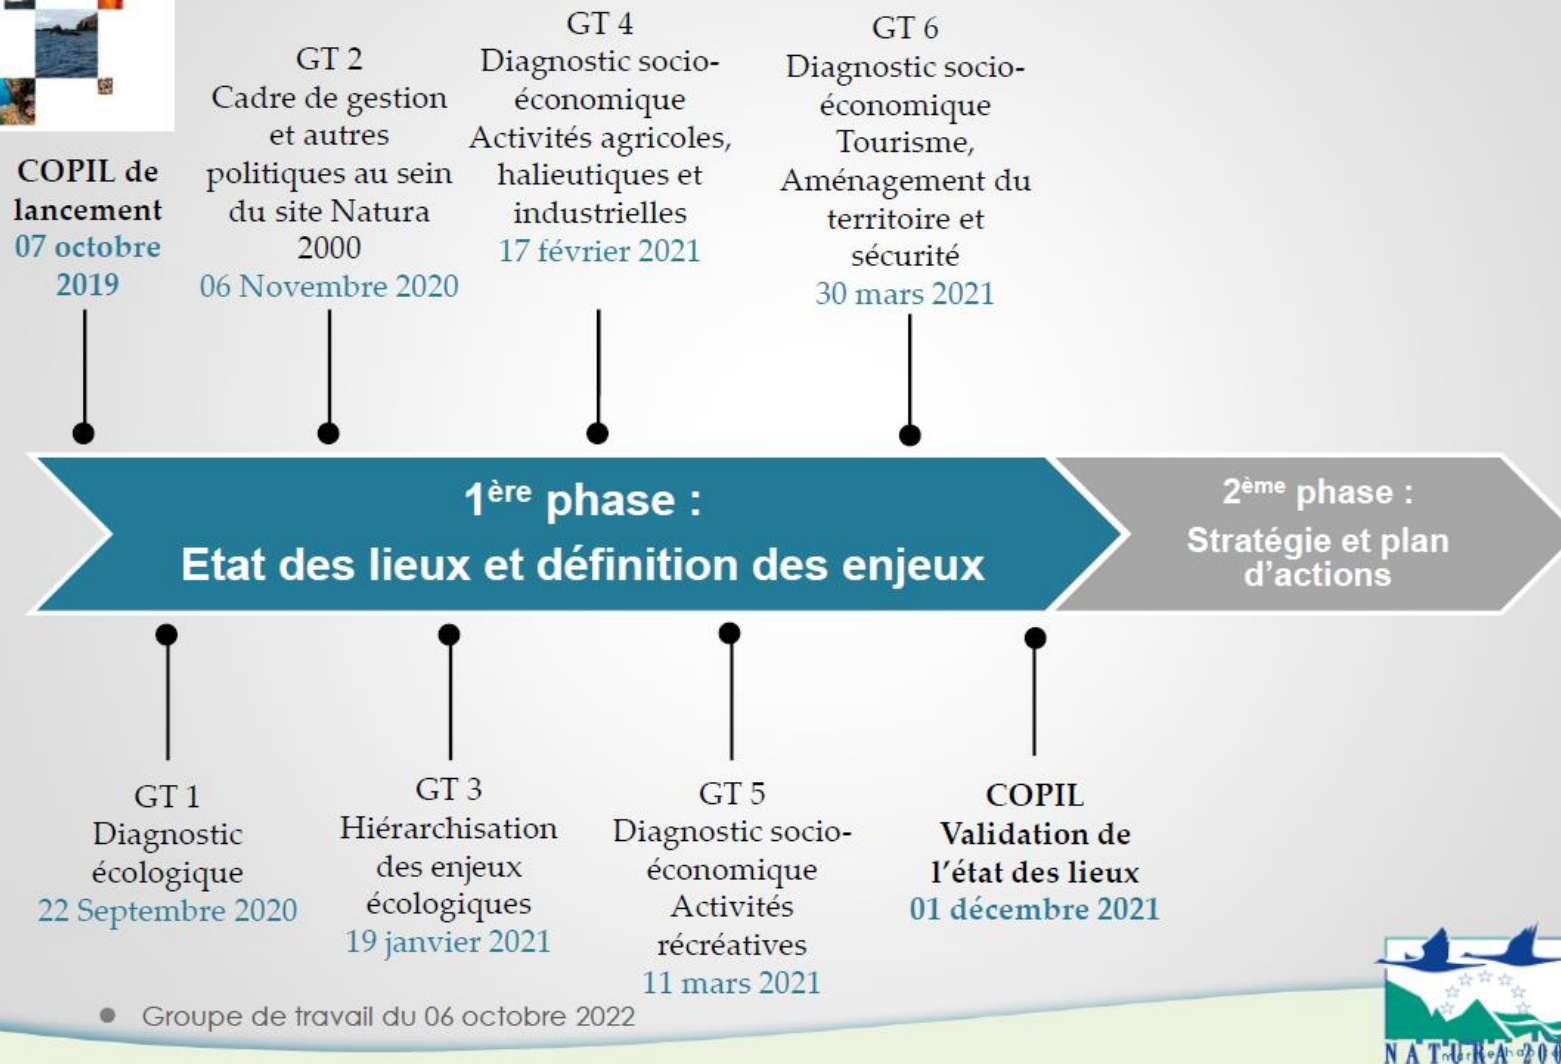 COPIL de
lancement
07 octobre
2019
GT 2
Cadre de gestion
et autres
politiques au sein
du site Natura
2000
06 Novembre 2020
GT 4
Diagnostic socio-
économique
Activités agricoles,
halieutiques et
industrielles
17 février 2021
GT 6
Diagnostic socio-
économique
Tourisme,
Aménagement du
territoire et
sécurité
30 mars 2021
1ère phase :
Etat des lieux et définition des enjeux
2ème phase :
Stratégie et plan
d’actions
GT 1
Diagnostic
écologique
22 Septembre 2020
GT 3
Hiérarchisation
des enjeux
écologiques
19 janvier 2021
GT 5
Diagnostic socio-
économique
Activités
récréatives
11 mars 2021
COPIL
Validation de
l’état des lieux
01 décembre 2021
● Groupe de travail du 06 octobre 2022